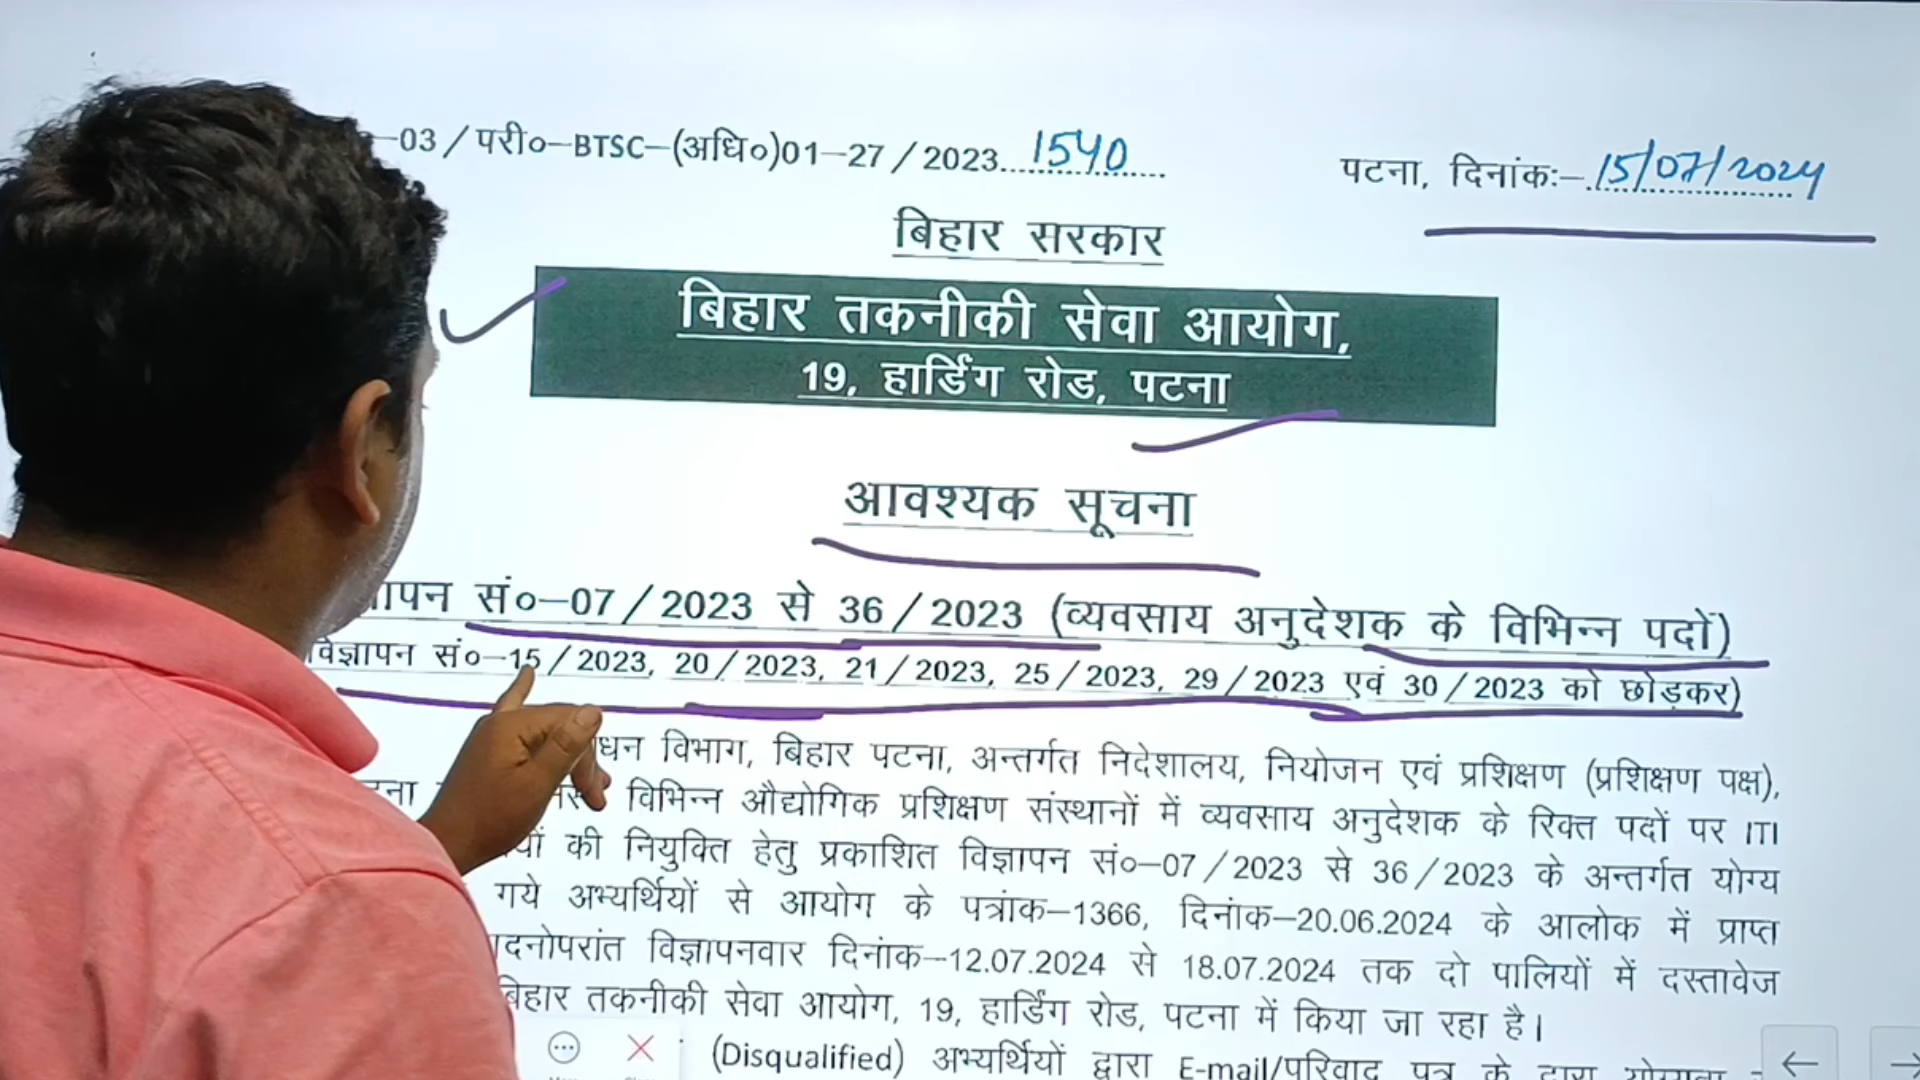 –03 / परी०–BTSC–(अधि०)01–27 / 2023...1540
पटना, दिनांकः–15/07/2024
बिहार सरकार
बिहार तकनीकी सेवा आयोग,
19, हार्डिंग रोड, पटना
आवश्यक सूचना
सं०–07 / 2023 से 36 / 2023 (व्यवसाय अनुदेशक के विभिन्न पदों)
विज्ञापन सं०–15 / 2023, 20 / 2023, 21 / 2023, 25 / 2023, 29 / 2023 एवं 30 / 2023 को छोड़कर)
विभाग, बिहार पटना, अन्तर्गत निदेशालय, नियोजन एवं प्रशिक्षण (प्रशिक्षण पक्ष),
विभिन्न औद्योगिक प्रशिक्षण संस्थानों में व्यवसाय अनुदेशक के रिक्त पदों पर ITI
की नियुक्ति हेतु प्रकाशित विज्ञापन सं०–07 / 2023 से 36 / 2023 के अन्तर्गत योग्य
गये अभ्यर्थियों से आयोग के पत्रांक–1366, दिनांक–20.06.2024 के आलोक में प्राप्त
विज्ञापनवार दिनांक–12.07.2024 से 18.07.2024 तक दो पालियों में दस्तावेज
बिहार तकनीकी सेवा आयोग, 19, हार्डिंग रोड, पटना में किया जा रहा है।
(Disqualified) अभ्यर्थियों द्वारा E-mail/परिवाद पत्र के द्वारा